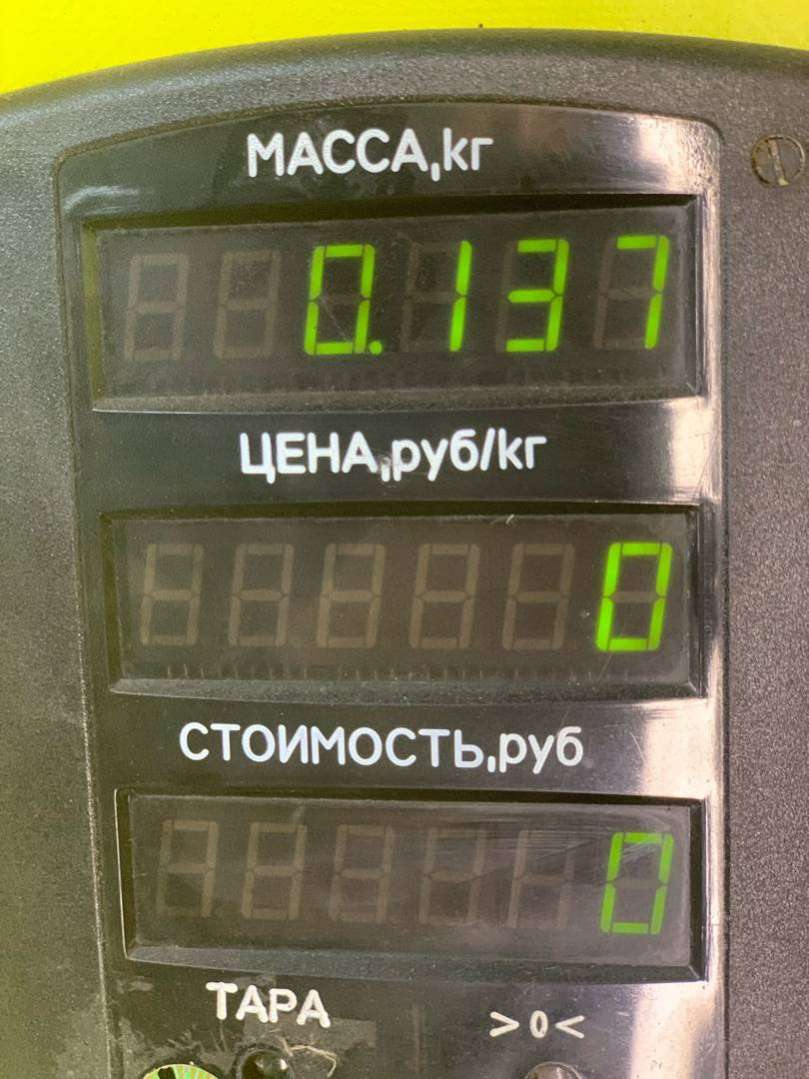 МАССА,кг
0.137
ЦЕНА,руб/кг
0
СТОИМОСТЬ,руб
0
ТАРА >0<